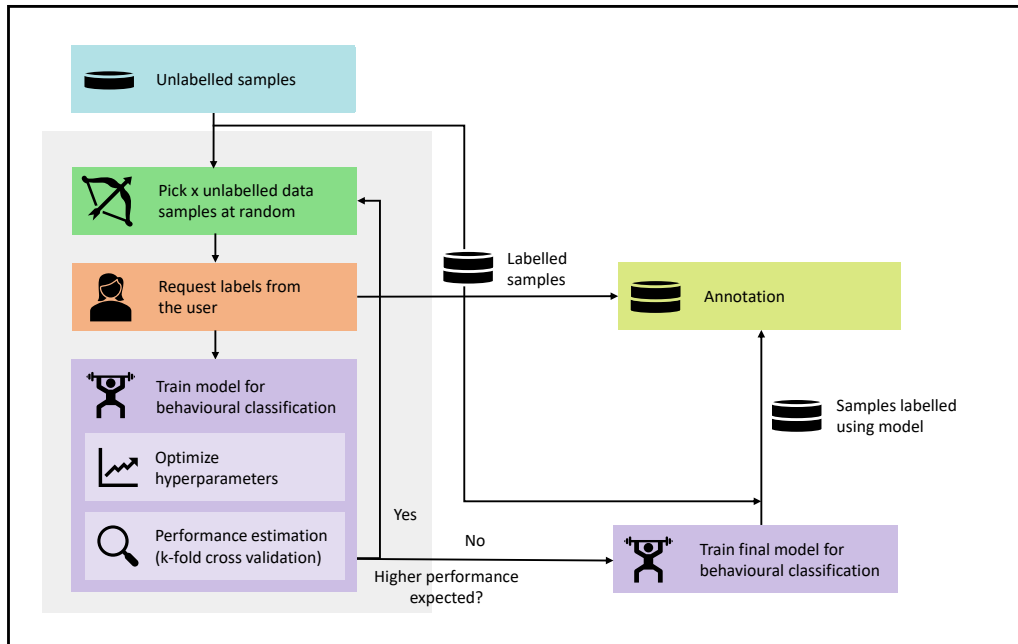 Unlabelled samples
Pick x unlabelled data
samples at random
Labelled
samples
Request labels from
the user
Annotation
Train model for
behavioural classification
Samples labelled
using model
Optimize
hyperparameters
Performance estimation
(k-fold cross validation)
Yes
No
Higher performance
expected?
Train final model for
behavioural classification